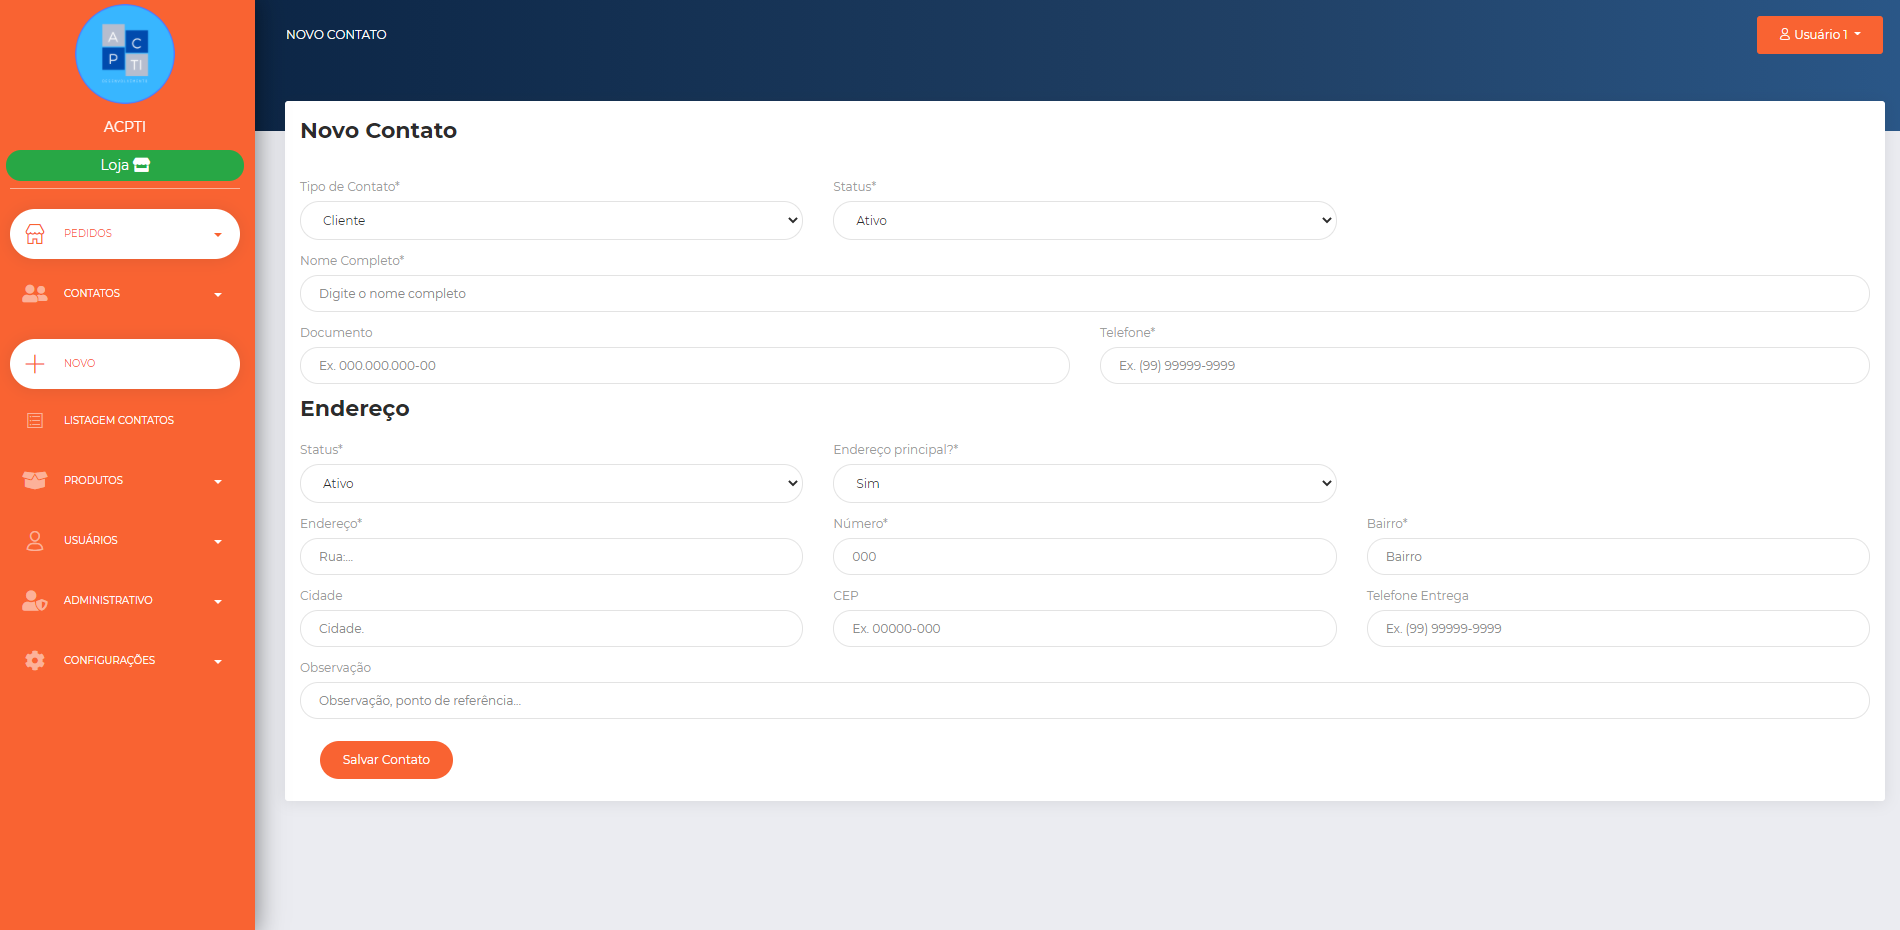 A C
P TI
ACPTI
Loja
PEDIDOS
CONTATOS
NOVO
LISTAGEM CONTATOS
PRODUTOS
USUÁRIOS
ADMINISTRATIVO
CONFIGURAÇÕES
NOVO CONTATO
Usuário 1
Novo Contato
Tipo de Contato* Status*
Cliente Ativo
Nome Completo*
Digite o nome completo
Documento Telefone*
Ex. 000.000.000-00 Ex. (99) 99999-9999
Endereço
Status* Endereço principal?*
Ativo Sim
Endereço* Número* Bairro*
Rua:... 000 Bairro
Cidade CEP Telefone Entrega
Cidade. Ex. 00000-000 Ex. (99) 99999-9999
Observação
Observação, ponto de referência...
Salvar Contato